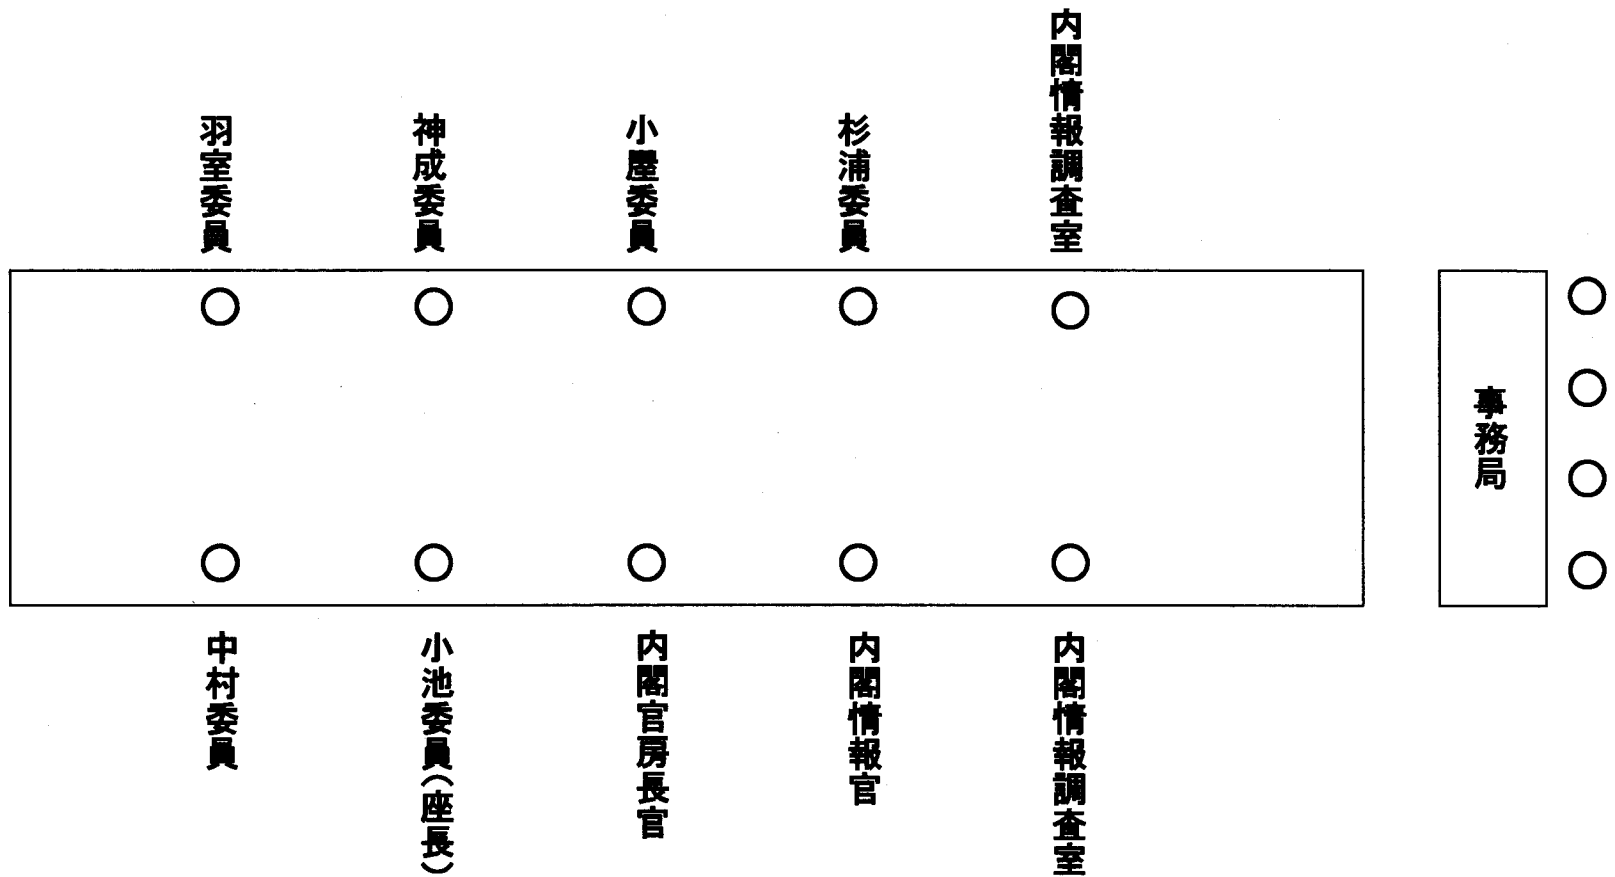 羽室委員
神成委員
小屋委員
杉浦委員
内閣情報調査室
事務局
中村委員
小池委員(座長)
内閣官房長官
内閣情報官
内閣情報調査室